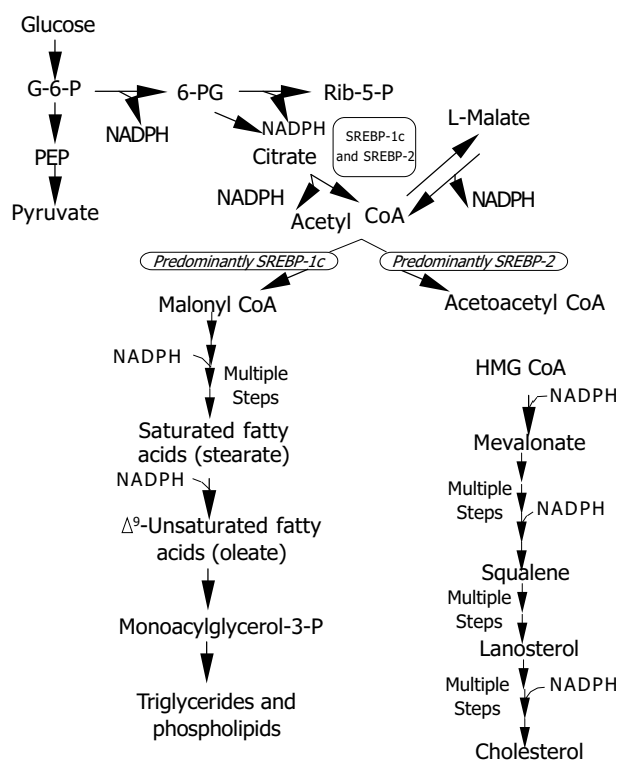 Glucose
G-6-P
6-PG
Rib-5-P
NADPH
NADPH
PEP
Pyruvate
Citrate
SREBP-1c
and SREBP-2
L-Malate
NADPH
NADPH
Acetyl CoA
Predominantly SREBP-1c
Predominantly SREBP-2
Malonyl CoA
Acetoacetyl CoA
NADPH
Multiple
Steps
Saturated fatty
acids (stearate)
NADPH
Δ⁹-Unsaturated fatty
acids (oleate)
Monoacylglycerol-3-P
Triglycerides and
phospholipids
HMG CoA
NADPH
Mevalonate
Multiple
Steps
NADPH
Squalene
Multiple
Steps
Lanosterol
Multiple
Steps
NADPH
Cholesterol